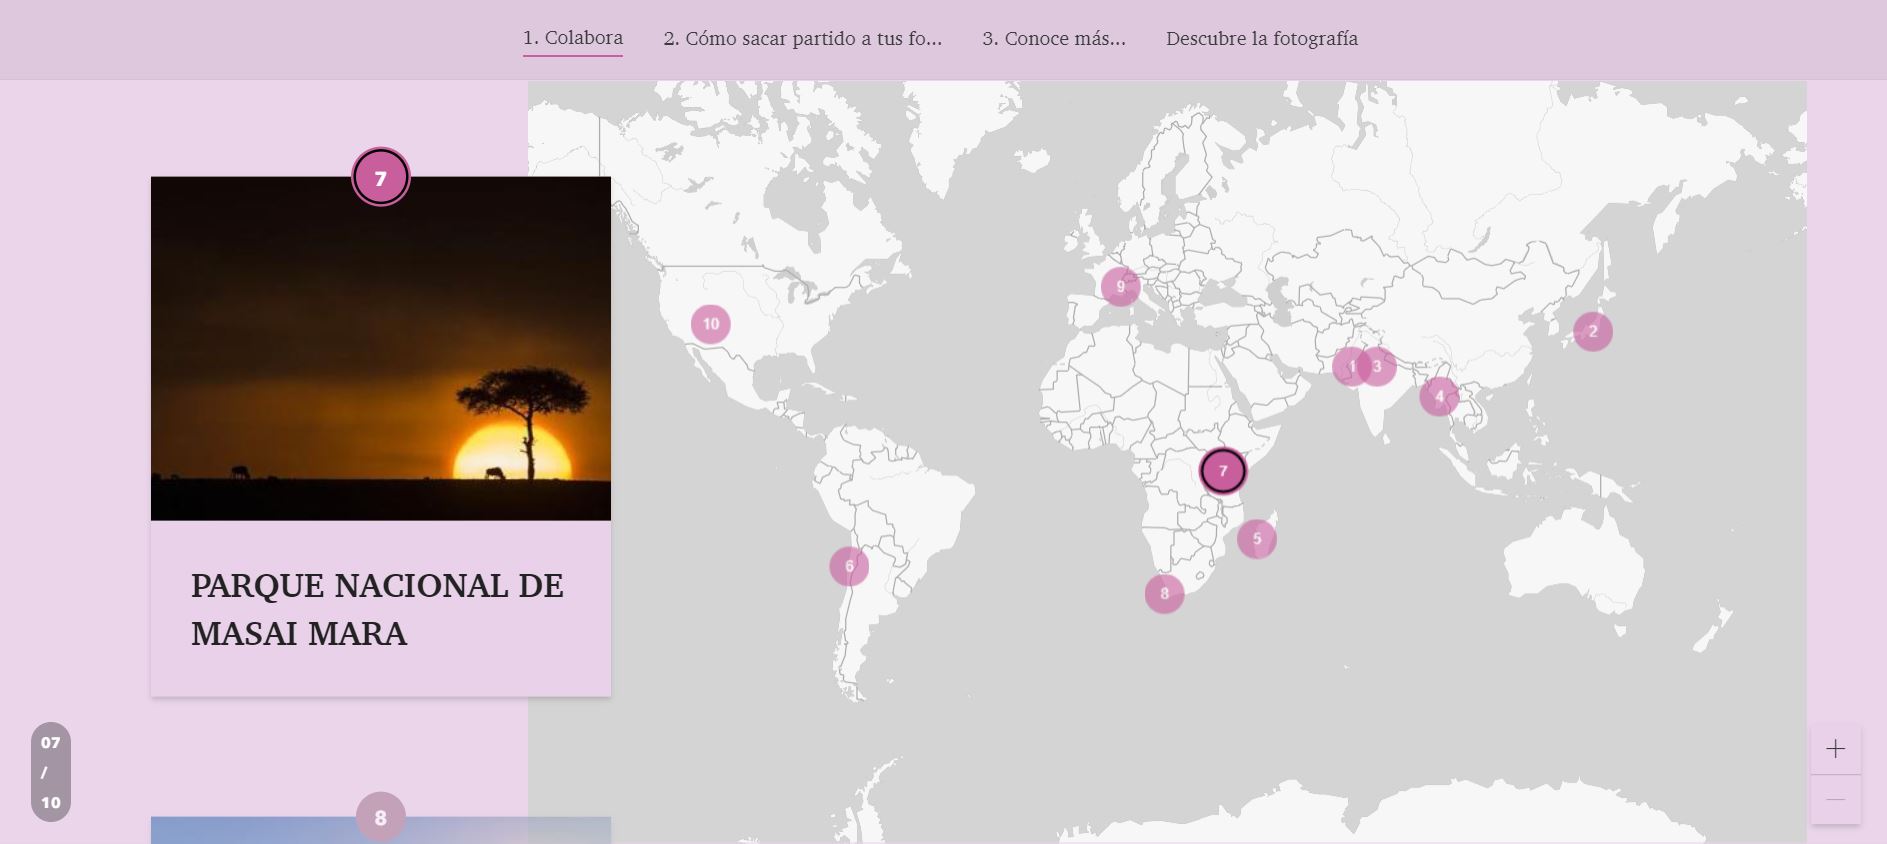 1. Colabora
2. Cómo sacar partido a tus fo...
3. Conoce más...
Descubre la fotografía
7
PARQUE NACIONAL DE
MASAI MARA
8
07
/
10
9
10
2
1
3
4
7
5
6
8